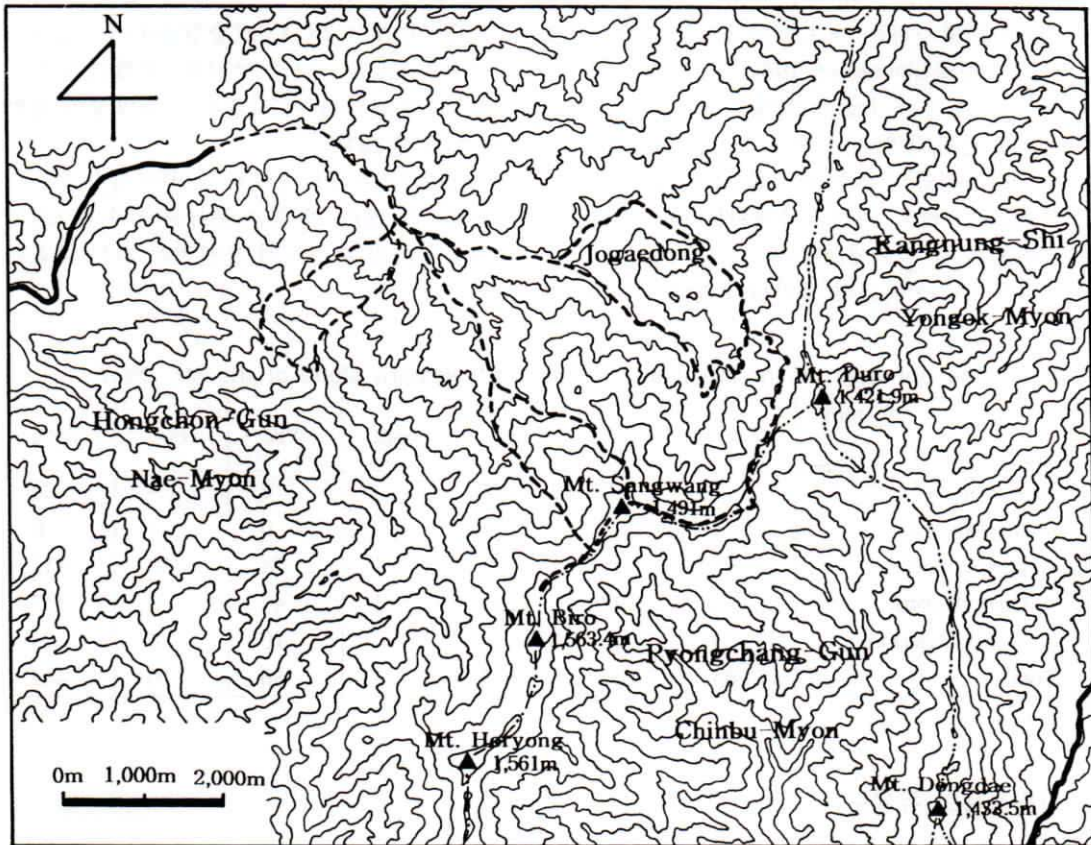 N
Jogaedong
Kangnung-Shi
Yongok-Myon
Mt. Duro
1,421.9m
Hongchon-Gun
Nae-Myon
Mt. Sangwang
1,491m
Mt. Biro
1,563.4m
Pyongchang-Gun
Chinbu-Myon
Mt. Horyong
1,561m
0m 1,000m 2,000m
Mt. Dongdae
1,433.5m